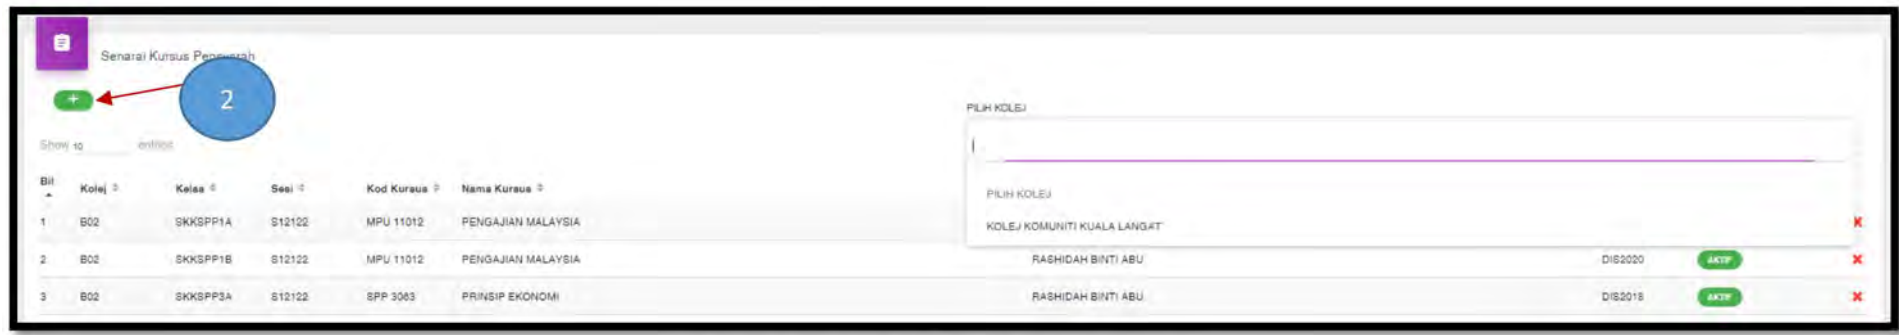 Senarai Kursus Pensyarah
+
2
PILIH KOLEJ
Show 10 entries
PILIH KOLEJ
KOLEJ KOMUNITI KUALA LANGAT
Bil Kolej Kelas Sesi Kod Kursus Nama Kursus
1 B02 SKKSPP1A S12122 MPU 11012 PENGAJIAN MALAYSIA
2 B02 SKKSPP1B S12122 MPU 11012 PENGAJIAN MALAYSIA RASHIDAH BINTI ABU DIS2020 AKTIF
3 B02 SKKSPP3A S12122 SPP 3063 PRINSIP EKONOMI RASHIDAH BINTI ABU DIS2018 AKTIF